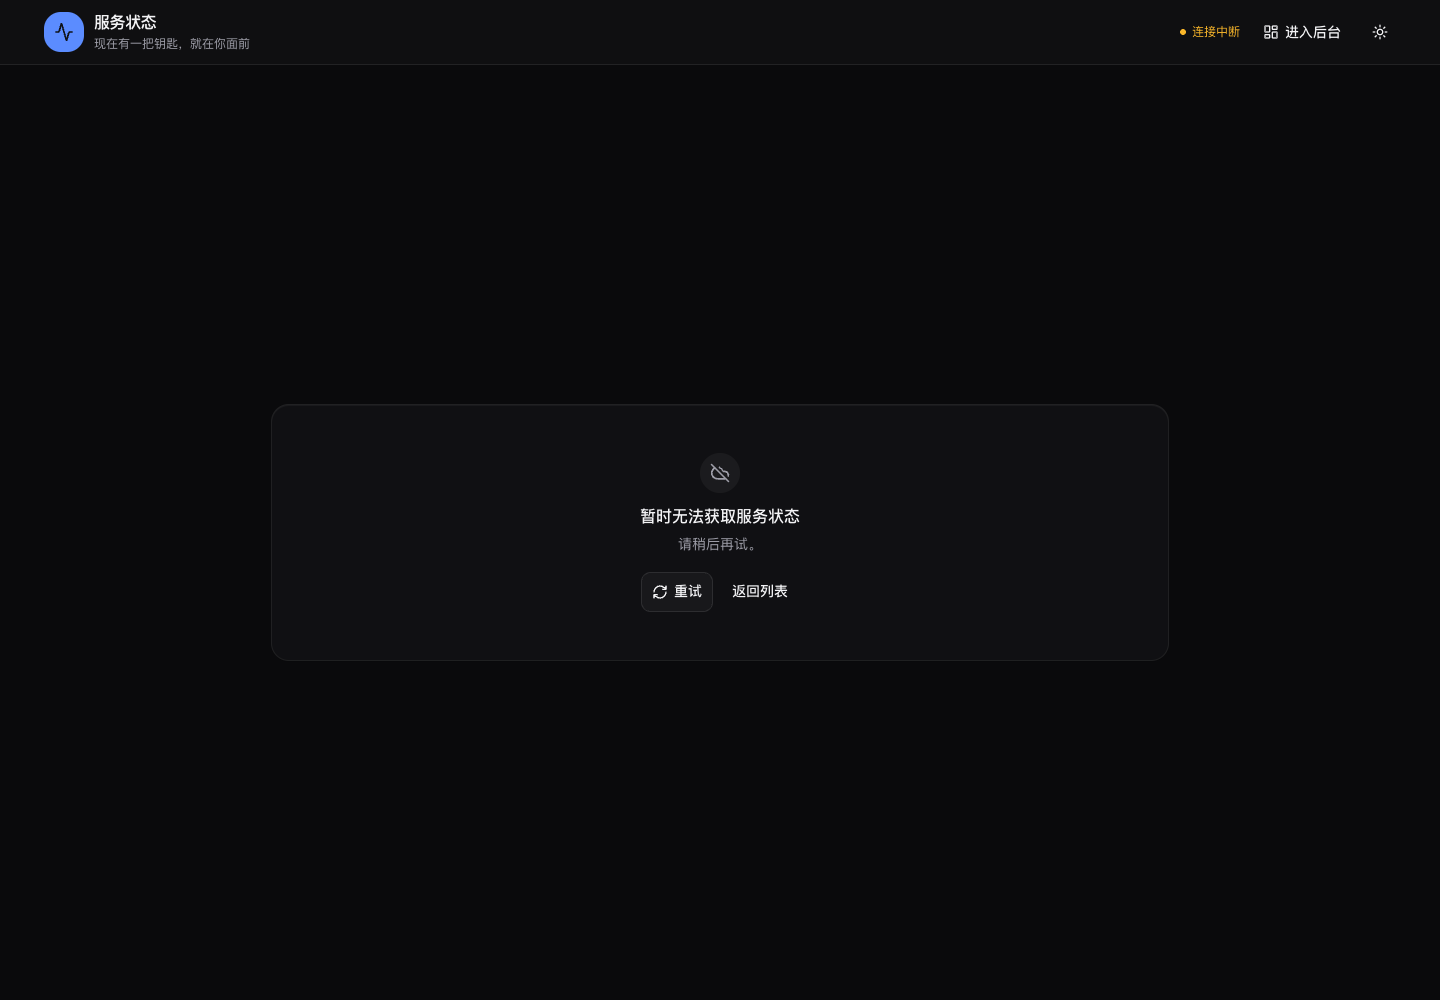 服务状态
现在有一把钥匙，就在你面前
连接中断
进入后台
暂时无法获取服务状态
请稍后再试。
重试
返回列表